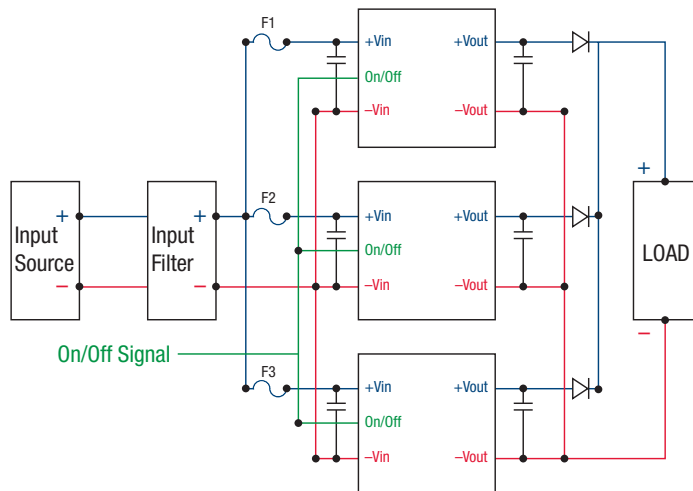 F1
+Vin
+Vout
On/Off
–Vin
–Vout
+
F2
+
+
+Vin
+Vout
Input
Source
Input
Filter
On/Off
LOAD
–
–
–Vin
–Vout
–
On/Off Signal
F3
+Vin
+Vout
On/Off
–Vin
–Vout